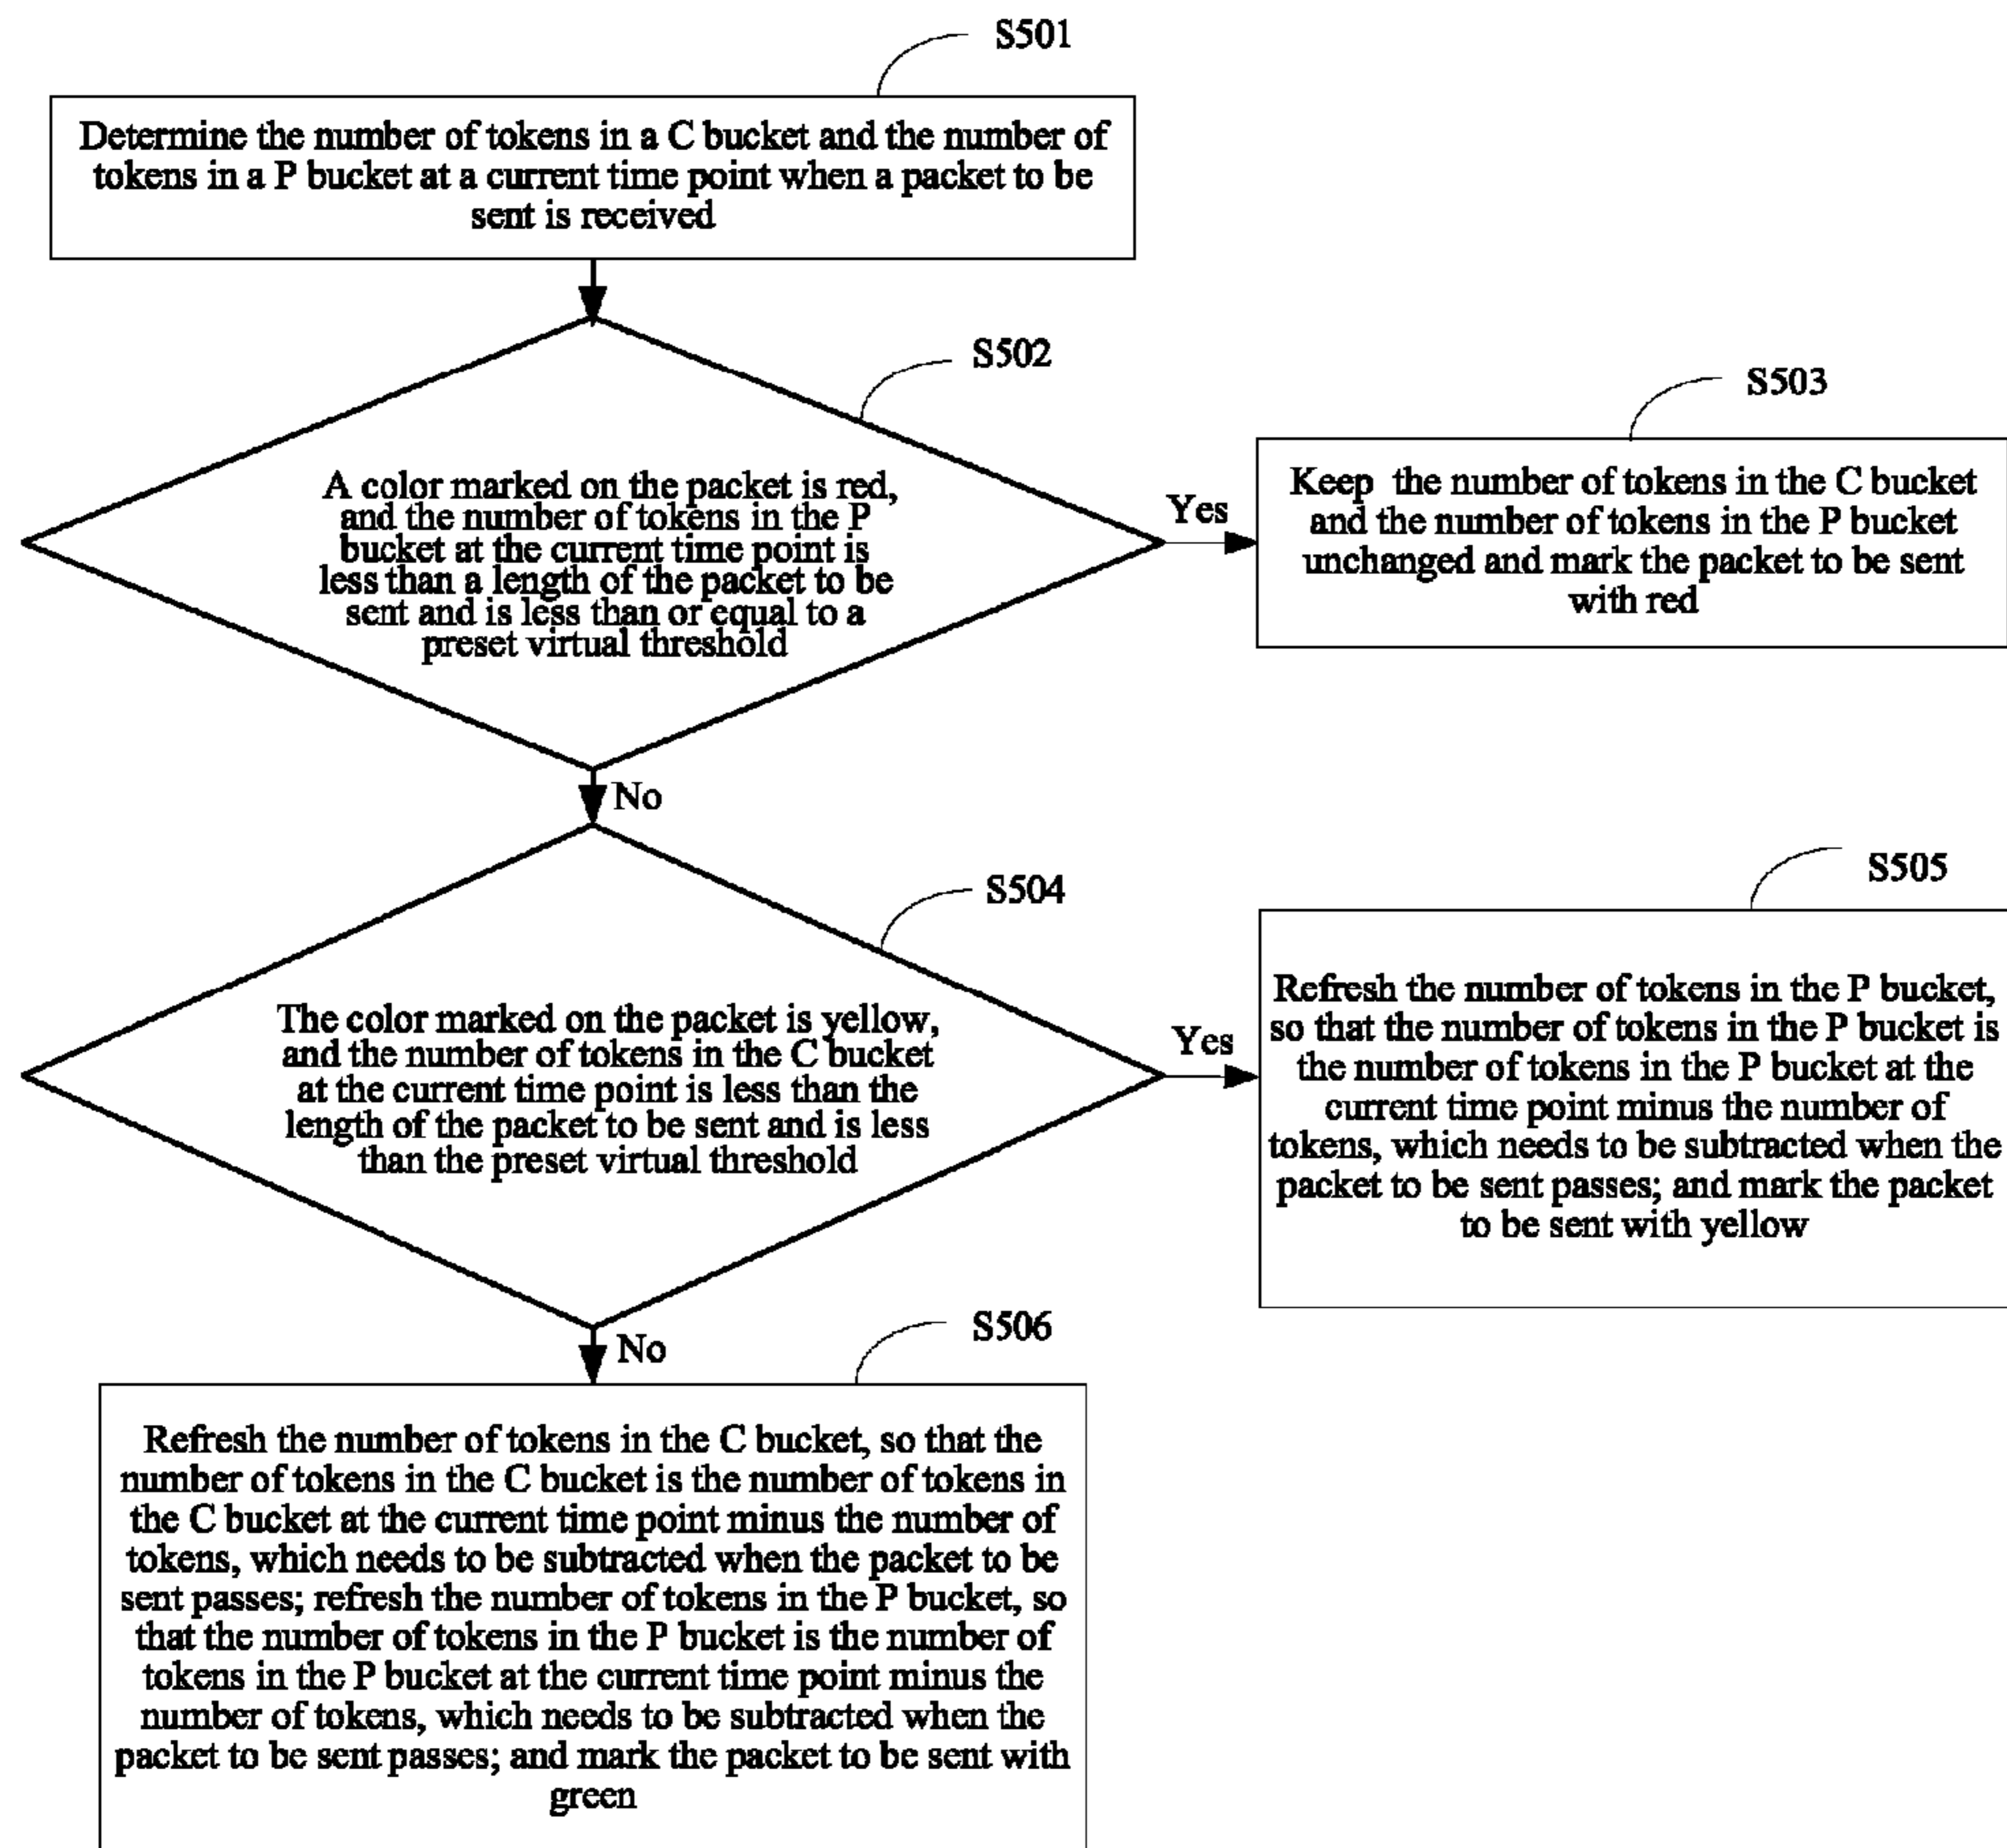 S501
Determine the number of tokens in a C bucket and the number of
tokens in a P bucket at a current time point when a packet to be
sent is received
S502
A color marked on the packet is red,
and the number of tokens in the P
bucket at the current time point is
less than a length of the packet to be
sent and is less than or equal to a
preset virtual threshold
Yes
S503
Keep the number of tokens in the C bucket
and the number of tokens in the P bucket
unchanged and mark the packet to be sent
with red
No
S504
The color marked on the packet is yellow,
and the number of tokens in the C bucket
at the current time point is less than the
length of the packet to be sent and is less
than the preset virtual threshold
Yes
S505
Refresh the number of tokens in the P bucket,
so that the number of tokens in the P bucket is
the number of tokens in the P bucket at the
current time point minus the number of
tokens, which needs to be subtracted when the
packet to be sent passes; and mark the packet
to be sent with yellow
No
S506
Refresh the number of tokens in the C bucket, so that the
number of tokens in the C bucket is the number of tokens in
the C bucket at the current time point minus the number of
tokens, which needs to be subtracted when the packet to be
sent passes; refresh the number of tokens in the P bucket, so
that the number of tokens in the P bucket is the number of
tokens in the P bucket at the current time point minus the
number of tokens, which needs to be subtracted when the
packet to be sent passes; and mark the packet to be sent with
green